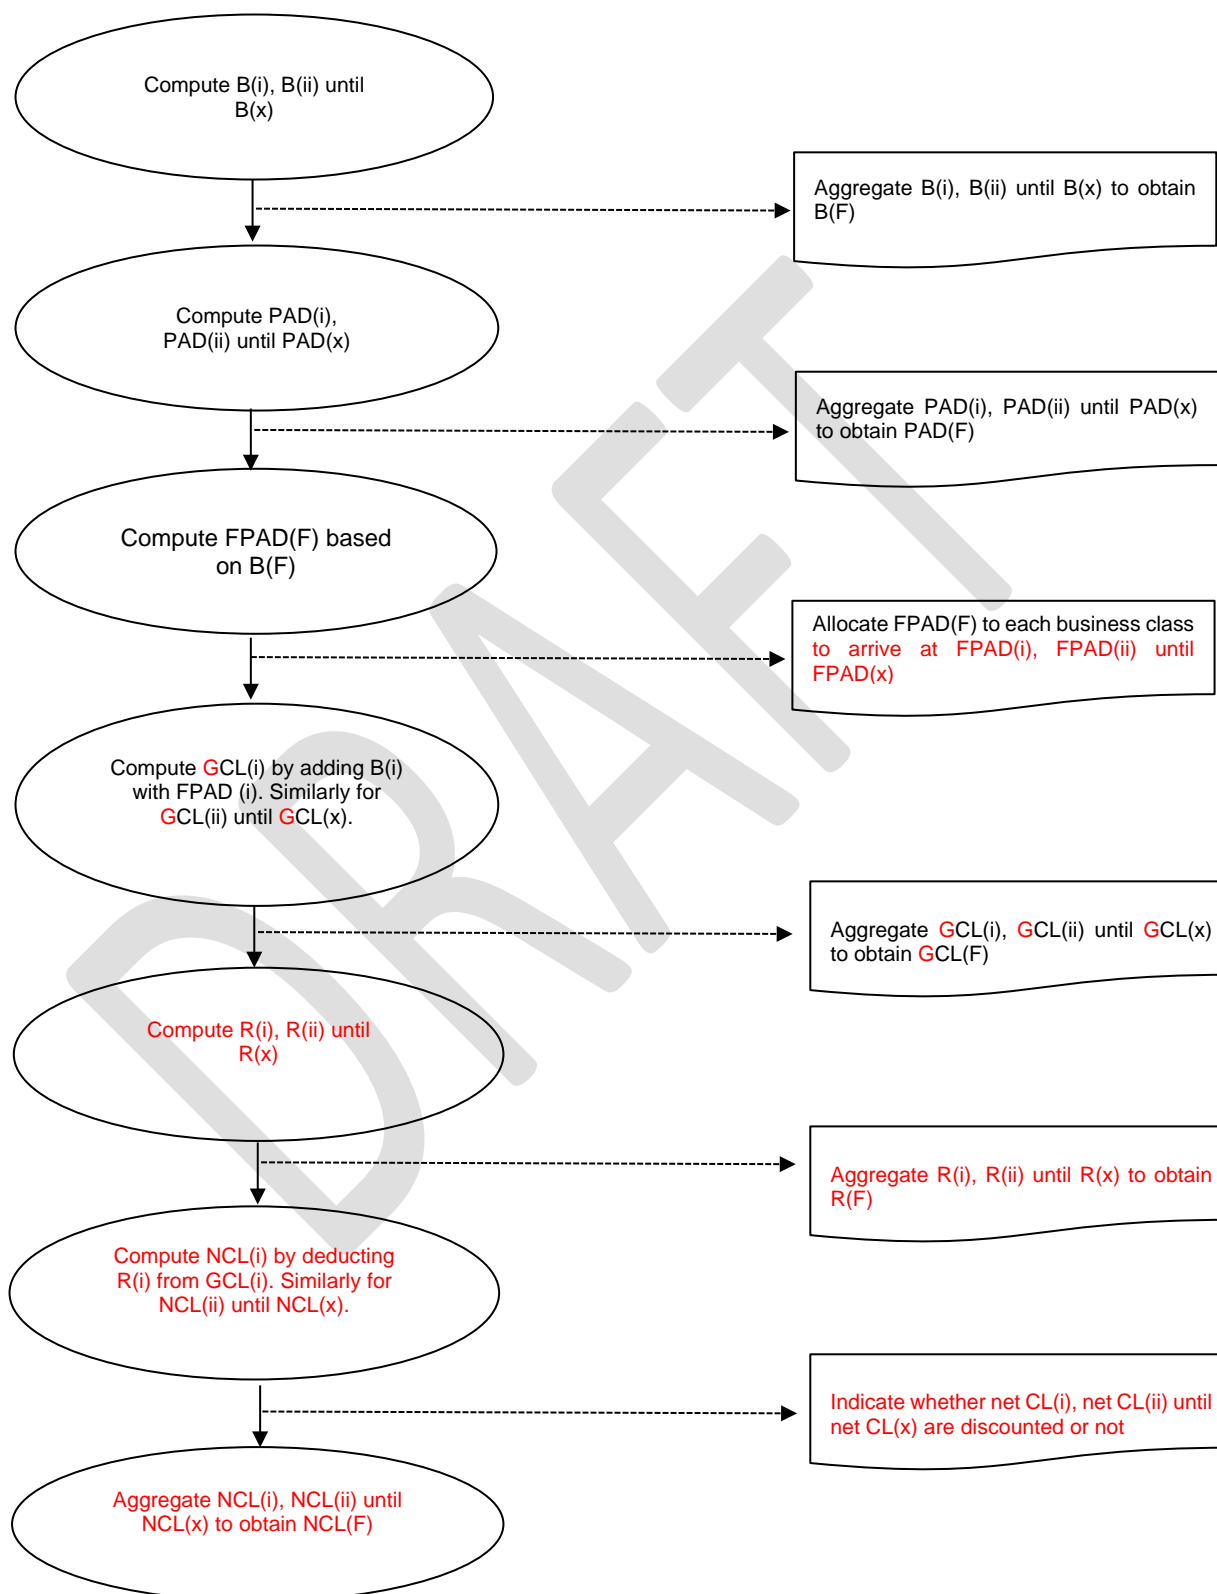 Compute B(i), B(ii) until
B(x)
Aggregate B(i), B(ii) until B(x) to obtain
B(F)
Compute PAD(i),
PAD(ii) until PAD(x)
Aggregate PAD(i), PAD(ii) until PAD(x)
to obtain PAD(F)
Compute FPAD(F) based
on B(F)
Allocate FPAD(F) to each business class
to arrive at FPAD(i), FPAD(ii) until
FPAD(x)
Compute GCL(i) by adding B(i)
with FPAD (i). Similarly for
GCL(ii) until GCL(x).
Aggregate GCL(i), GCL(ii) until GCL(x)
to obtain GCL(F)
Compute R(i), R(ii) until
R(x)
Aggregate R(i), R(ii) until R(x) to obtain
R(F)
Compute NCL(i) by deducting
R(i) from GCL(i). Similarly for
NCL(ii) until NCL(x).
Indicate whether net CL(i), net CL(ii) until
net CL(x) are discounted or not
Aggregate NCL(i), NCL(ii) until
NCL(x) to obtain NCL(F)
DRAFT